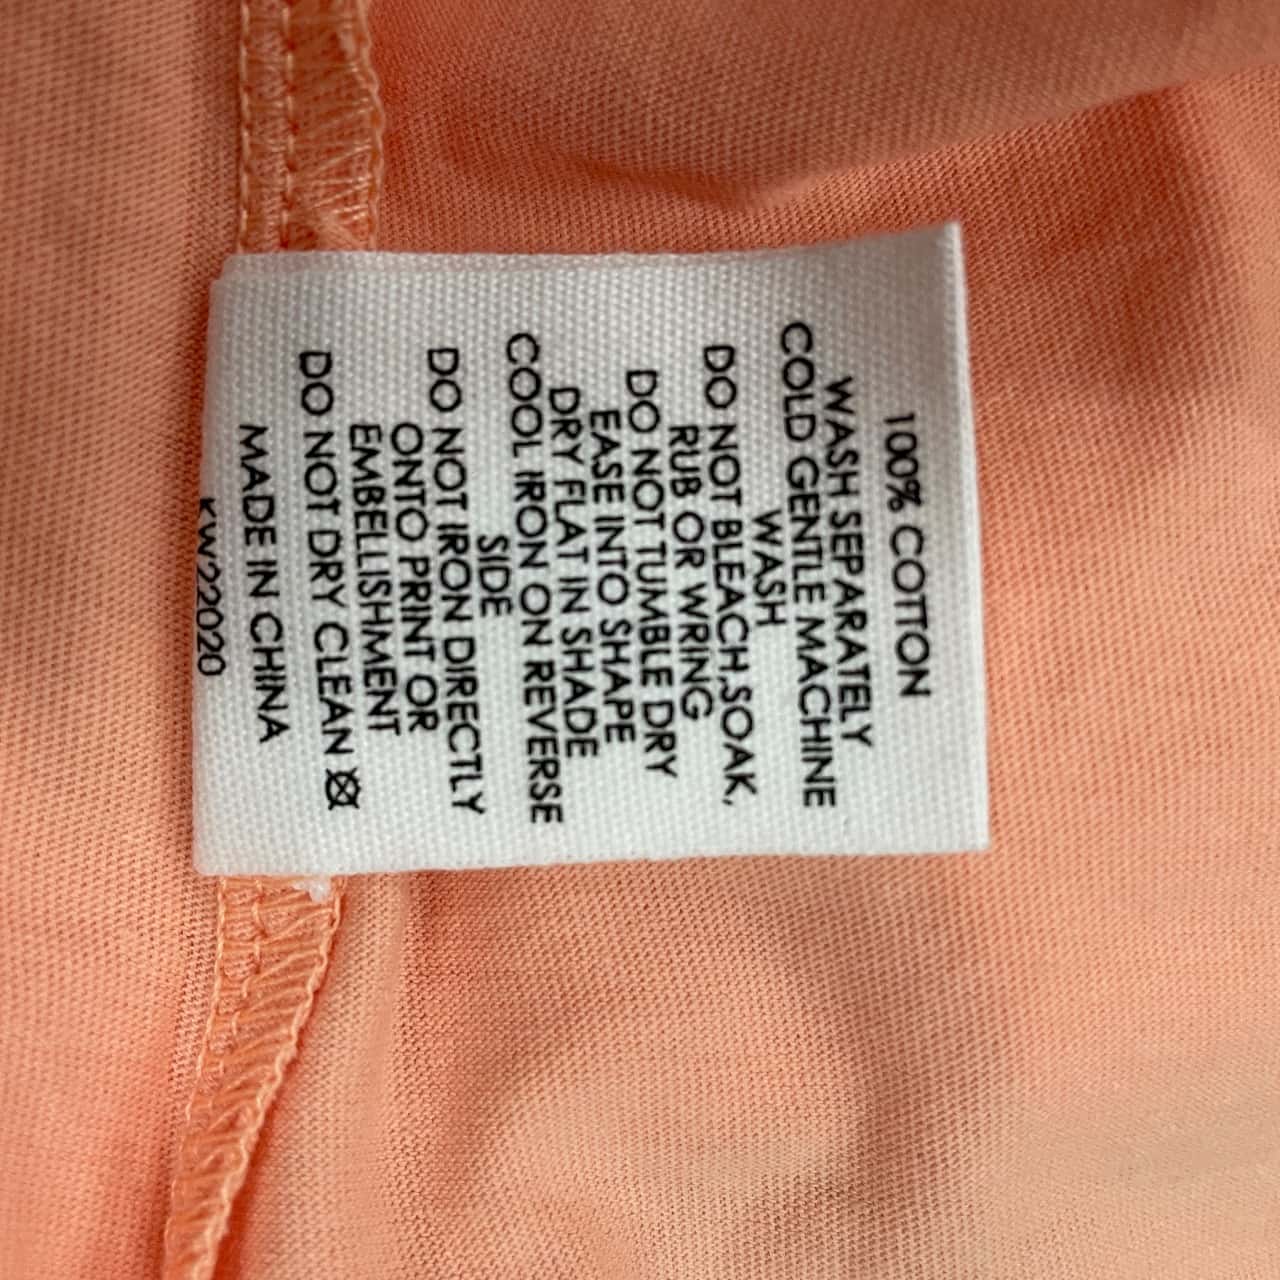 100% COTTON
WASH SEPARATELY
COLD GENTLE MACHINE
WASH
DO NOT BLEACH,SOAK,
RUB OR WRING
DO NOT TUMBLE DRY
EASE INTO SHAPE
DRY FLAT IN SHADE
COOL IRON ON REVERSE
SIDE
DO NOT IRON DIRECTLY
ONTO PRINT OR
EMBELLISHMENT
DO NOT DRY CLEAN
MADE IN CHINA
KW22020